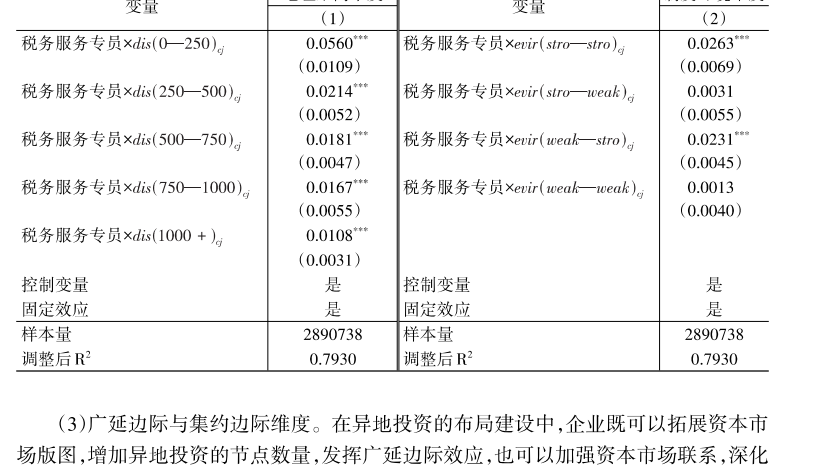 变量 变量
（1） （2）
税务服务专员×dis(0—250)cj 0.0560*** 税务服务专员×evir(stro—stro)cj 0.0263***
（0.0109） （0.0069）
税务服务专员×dis(250—500)cj 0.0214*** 税务服务专员×evir(stro—weak)cj 0.0031
（0.0052） （0.0055）
税务服务专员×dis(500—750)cj 0.0181*** 税务服务专员×evir(weak—stro)cj 0.0231***
（0.0047） （0.0045）
税务服务专员×dis(750—1000)cj 0.0167*** 税务服务专员×evir(weak—weak)cj 0.0013
（0.0055） （0.0040）
税务服务专员×dis(1000 +)cj 0.0108***
（0.0031）
控制变量 是 控制变量 是
固定效应 是 固定效应 是
样本量 2890738 样本量 2890738
调整后 R2 0.7930 调整后 R2 0.7930
（3）广延边际与集约边际维度。在异地投资的布局建设中,企业既可以拓展资本市
场版图,增加异地投资的节点数量,发挥广延边际效应,也可以加强资本市场联系,深化